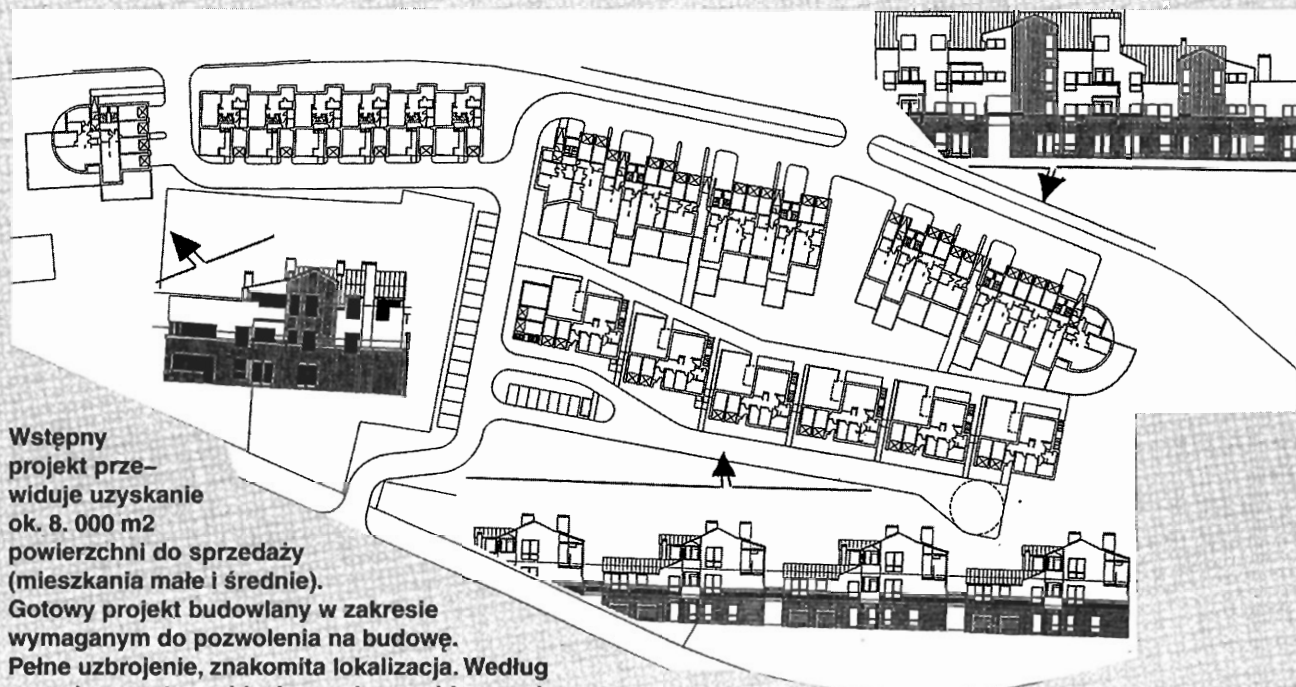 Wstępny
projekt prze–
widuje uzyskanie
ok. 8. 000 m2
powierzchni do sprzedaży
(mieszkania małe i średnie).
Gotowy projekt budowlany w zakresie
wymaganym do pozwolenia na budowę.
Pełne uzbrojenie, znakomita lokalizacja. Według